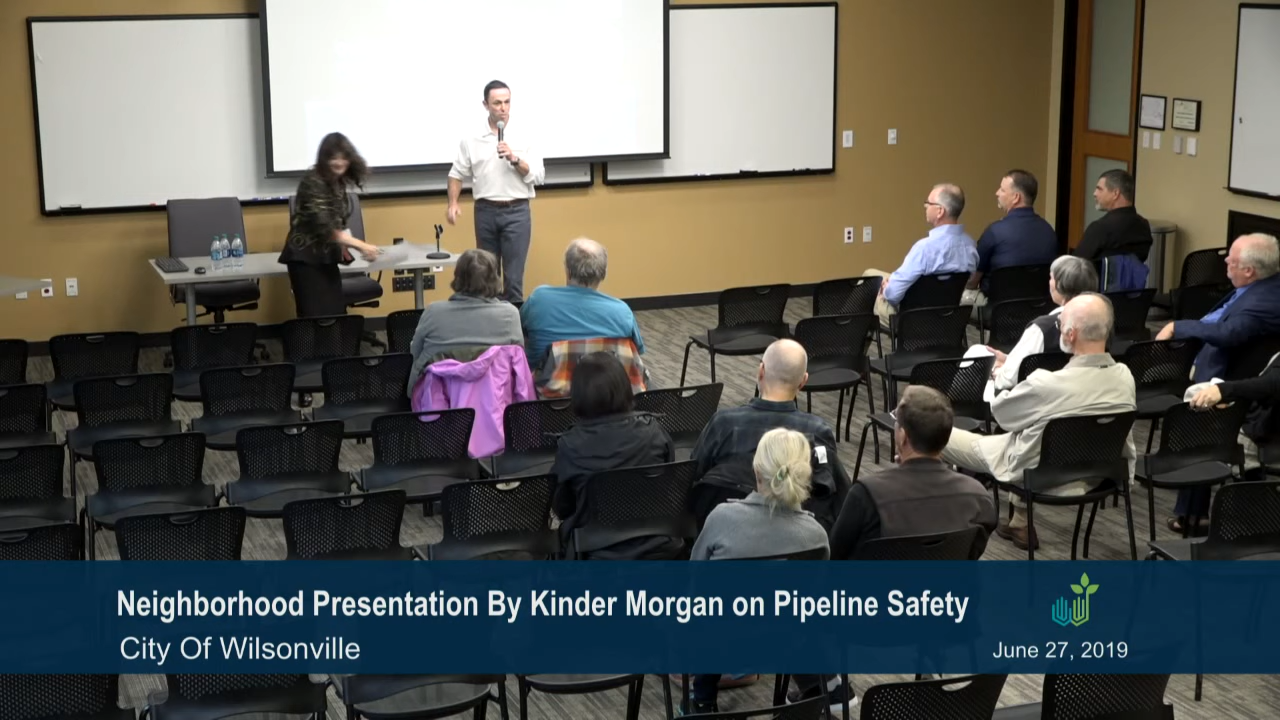 Neighborhood Presentation By Kinder Morgan on Pipeline Safety
City Of Wilsonville
June 27, 2019